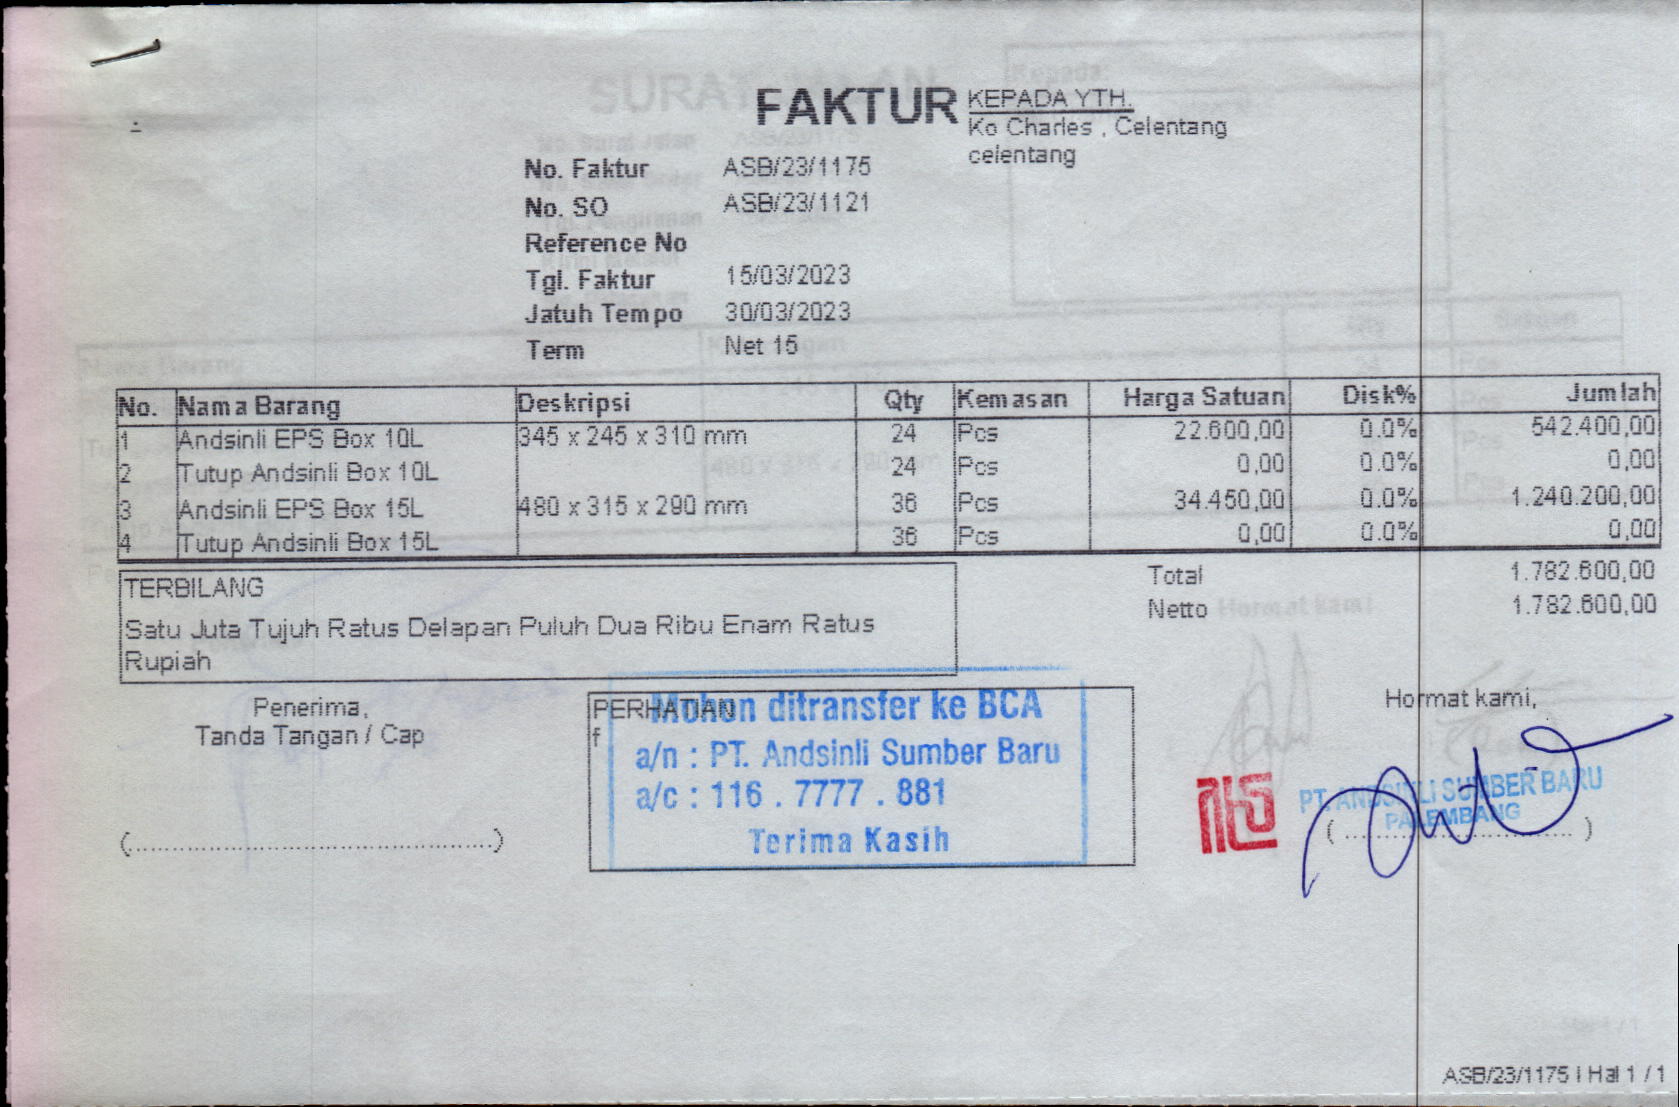 FAKTUR
KEPADA YTH.
Ko Charles , Celentang
celentang
No. Faktur ASB/23/1175
No. SO ASB/23/1121
Reference No
Tgl. Faktur 15/03/2023
Jatuh Tempo 30/03/2023
Term Net 15
No. Nama Barang Deskripsi Qty Kemasan Harga Satuan Disk% Jumlah
1 Andsinli EPS Box 10L 345 x 245 x 310 mm 24 Pcs 22.600,00 0.0% 542.400,00
2 Tutup Andsinli Box 10L 24 Pcs 0,00 0.0% 0,00
3 Andsinli EPS Box 15L 480 x 315 x 290 mm 36 Pcs 34.450,00 0.0% 1.240.200,00
4 Tutup Andsinli Box 15L 36 Pcs 0,00 0.0% 0,00
TERBILANG
Satu Juta Tujuh Ratus Delapan Puluh Dua Ribu Enam Ratus
Rupiah
Total 1.782.600,00
Netto 1.782.600,00
Penerima,
Tanda Tangan / Cap
(..........................................)
PERHATIAN
f
Mohon ditransfer ke BCA
a/n : PT. Andsinli Sumber Baru
a/c : 116 . 7777 . 881
Terima Kasih
Hormat kami,
PT. ANDSINLI SUMBER BARU
PALEMBANG
( .......................... )
ASB/23/1175 | Hal 1 / 1